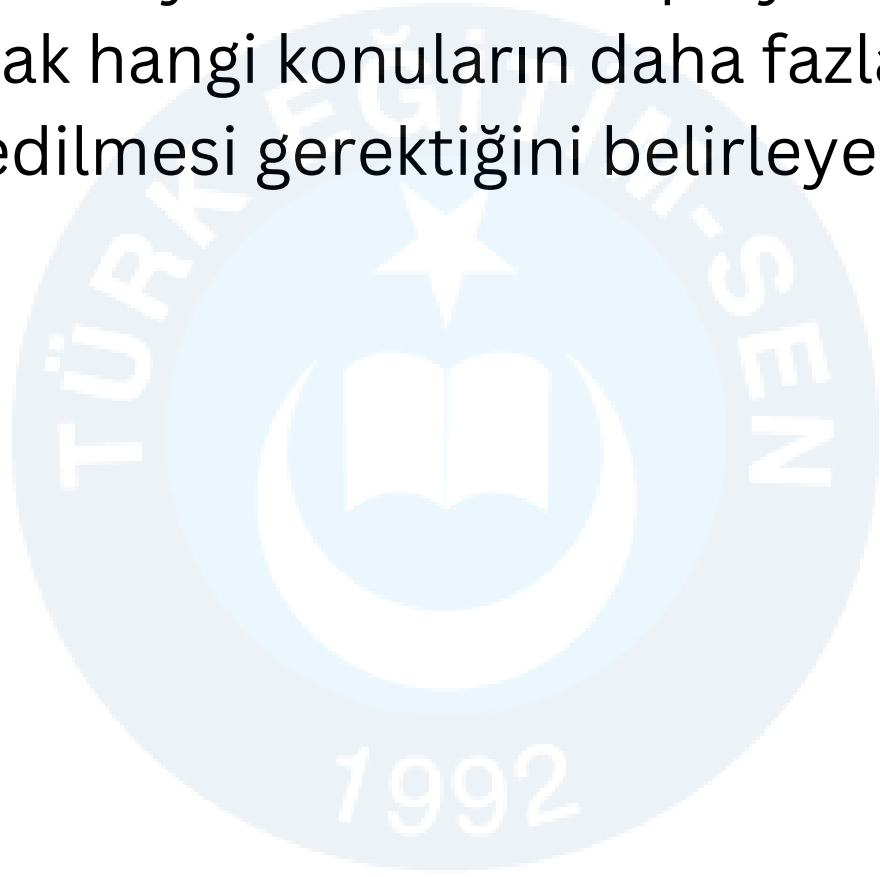 ak hangi konuların daha fazla
edilmesi gerektiğini belirleye
TÜRK EĞİTİM-SEN
1992